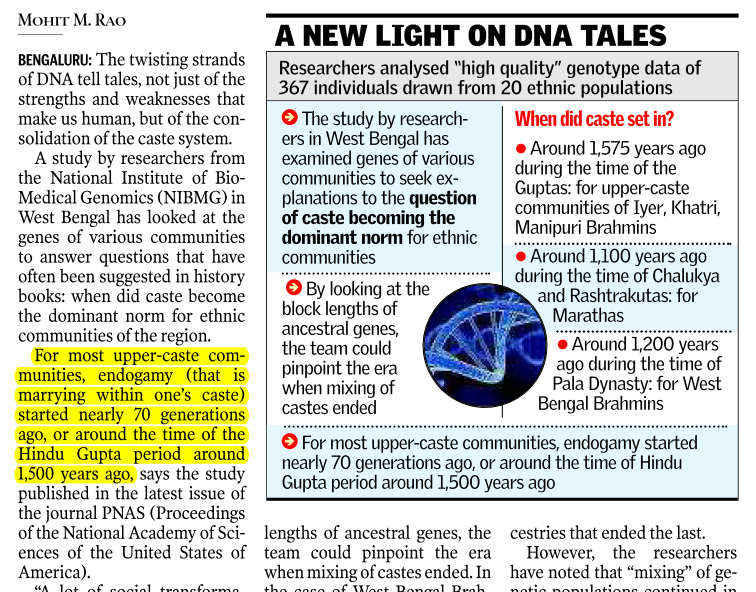 MOHIT M. RAO
BENGALURU: The twisting strands
of DNA tell tales, not just of the
strengths and weaknesses that
make us human, but of the con-
solidation of the caste system.
A study by researchers from
the National Institute of Bio-
Medical Genomics (NIBMG) in
West Bengal has looked at the
genes of various communities
to answer questions that have
often been suggested in history
books: when did caste become
the dominant norm for ethnic
communities of the region.
For most upper-caste com-
munities, endogamy (that is
marrying within one's caste)
started nearly 70 generations
ago, or around the time of the
Hindu Gupta period around
1,500 years ago, says the study
published in the latest issue of
the journal PNAS (Proceedings
of the National Academy of Sci-
ences of the United States of
America).
"A lot of social transforma-
A NEW LIGHT ON DNA TALES
Researchers analysed "high quality" genotype data of
367 individuals drawn from 20 ethnic populations
The study by research-
ers in West Bengal has
examined genes of various
communities to seek ex-
planations to the question
of caste becoming the
dominant norm for ethnic
communities
By looking at the
block lengths of
ancestral genes,
the team could
pinpoint the era
when mixing of
castes ended
When did caste set in?
Around 1,575 years ago
during the time of the
Guptas: for upper-caste
communities of Iyer, Khatri,
Manipuri Brahmins
Around 1,100 years ago
during the time of Chalukya
and Rashtrakutas: for
Marathas
Around 1,200 years
ago during the time of
Pala Dynasty: for West
Bengal Brahmins
For most upper-caste communities, endogamy started
nearly 70 generations ago, or around the time of Hindu
Gupta period around 1,500 years ago
lengths of ancestral genes, the
team could pinpoint the era
when mixing of castes ended. In
the case of West Bengal Brah-
cestries that ended the last.
However, the researchers
have noted that "mixing" of ge-
netic populations continued in